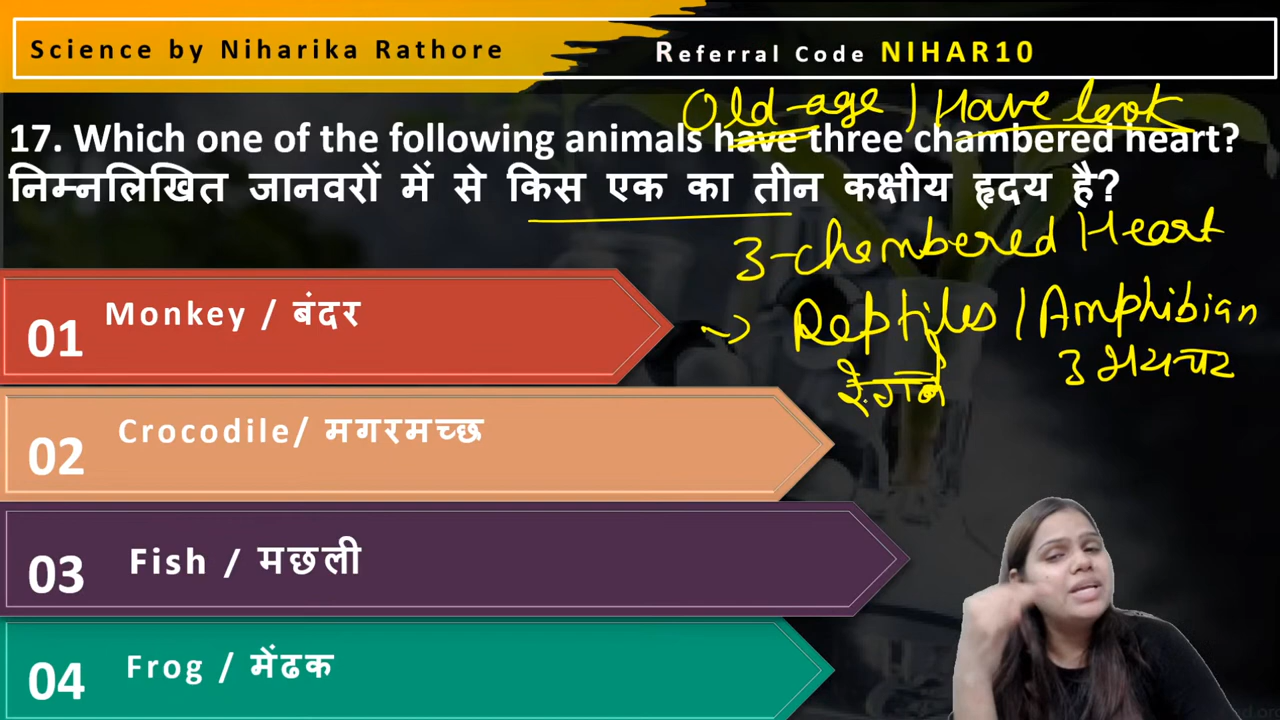 Science by Niharika Rathore
Referral Code NIHAR10
Old-age / Have look
17. Which one of the following animals have three chambered heart?
निम्नलिखित जानवरों में से किस एक का तीन कक्षीय हृदय है?
3-chembered Heart
→ Reptiles / Amphibian
उभयचर
01 Monkey / बंदर
02 Crocodile/ मगरमच्छ
03 Fish / मछली
04 Frog / मेंढक